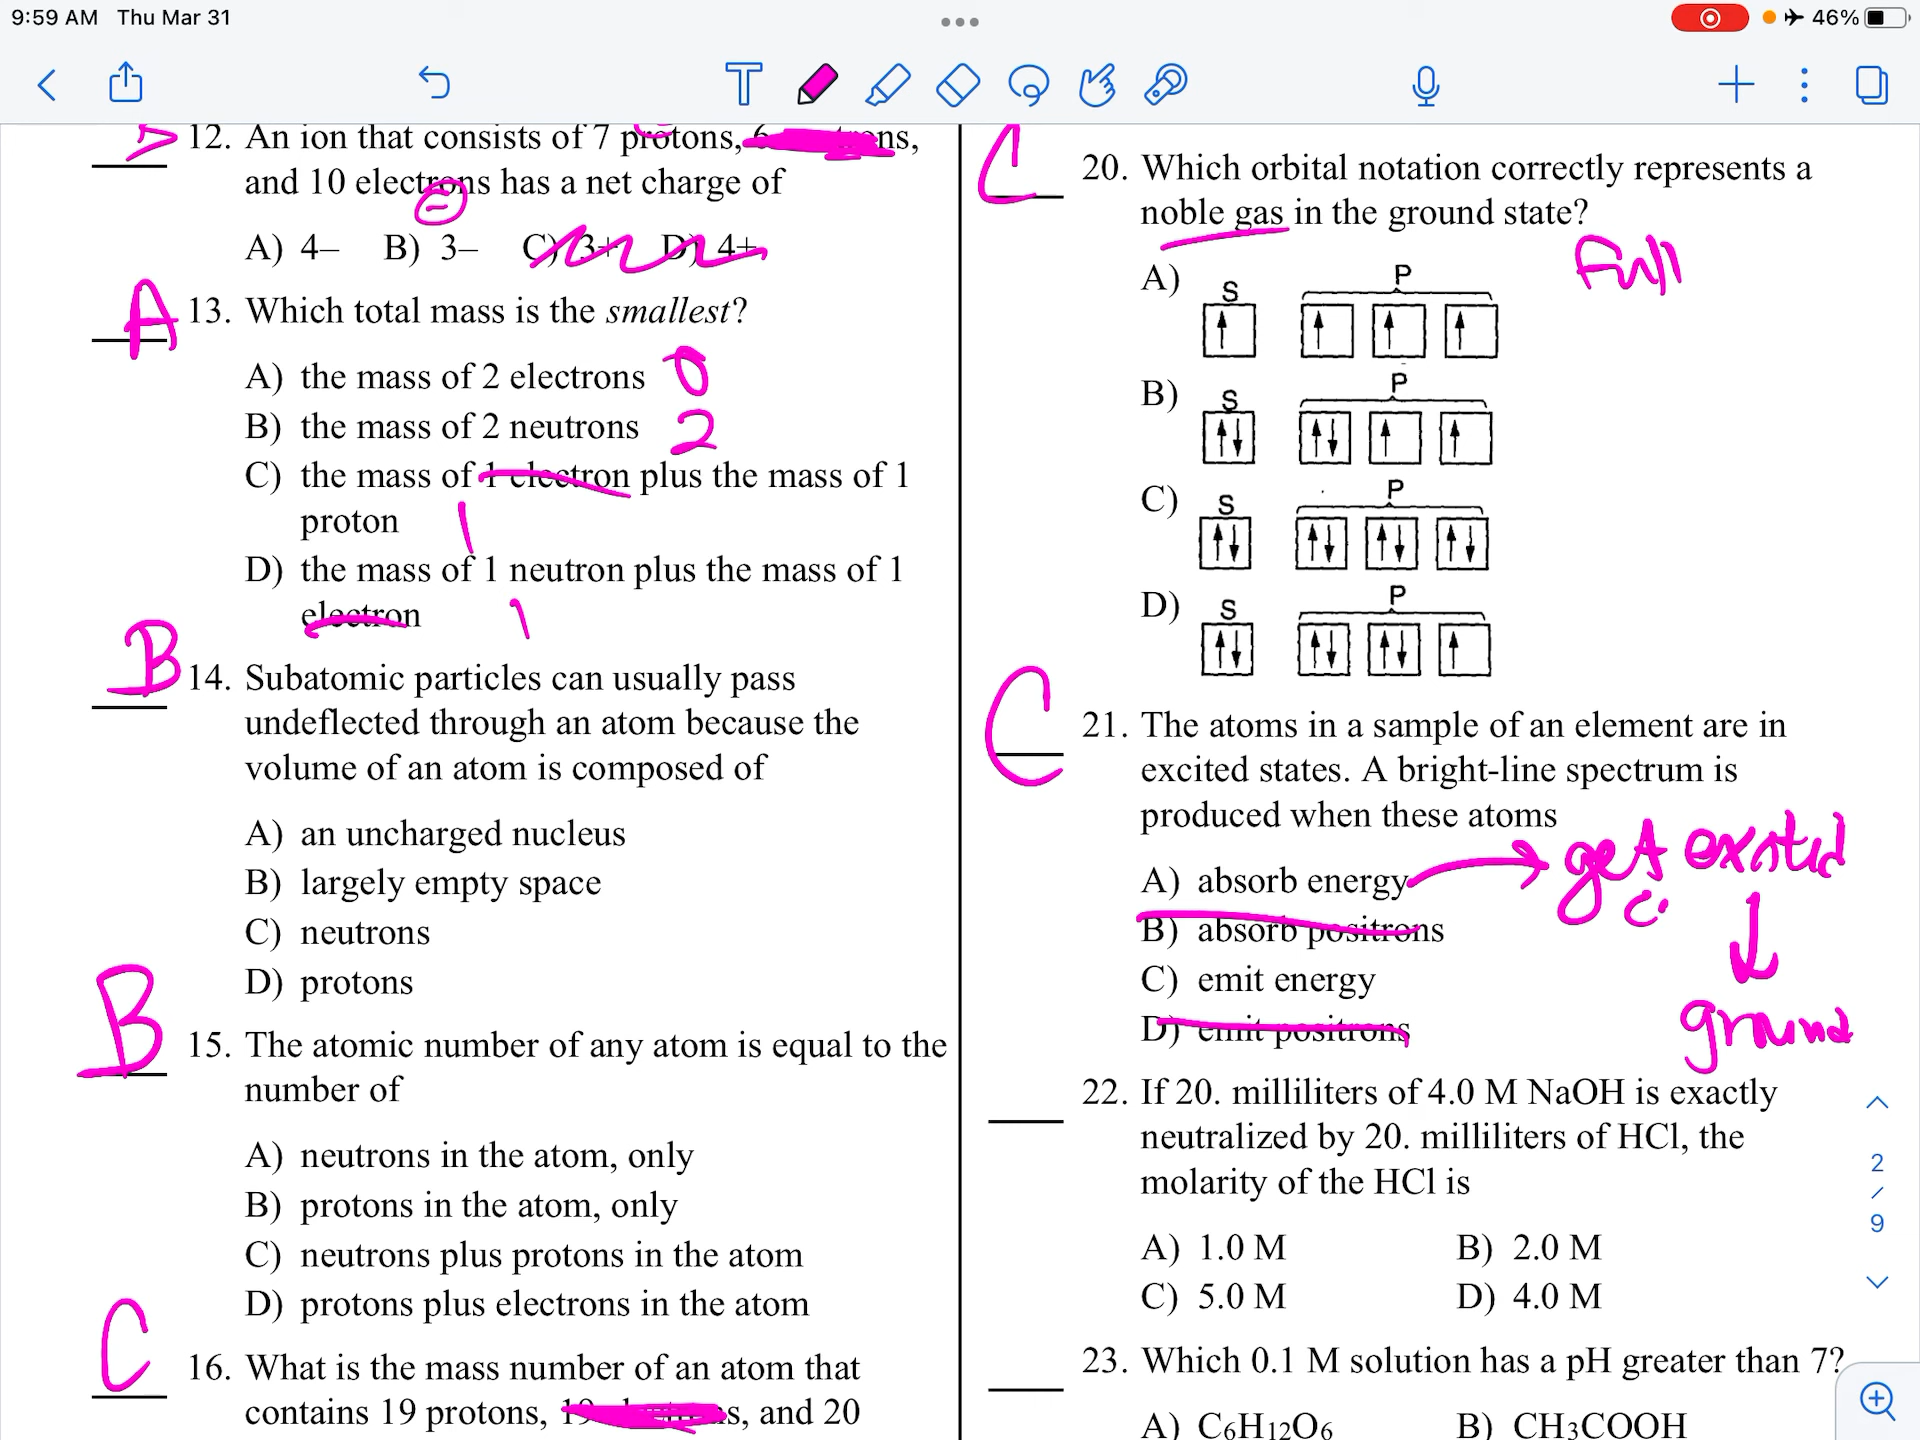 9:59 AM Thu Mar 31
46%
12. An ion that consists of 7 protons, 6
and 10 electrons has a net charge of
A) 4– B) 3– C) 3+ D) 4+
A
13. Which total mass is the smallest?
A) the mass of 2 electrons 0
B) the mass of 2 neutrons 2
C) the mass of 1 electron plus the mass of 1
proton 1
D) the mass of 1 neutron plus the mass of 1
electron 1
B
14. Subatomic particles can usually pass
undeflected through an atom because the
volume of an atom is composed of
A) an uncharged nucleus
B) largely empty space
C) neutrons
D) protons
B
15. The atomic number of any atom is equal to the
number of
A) neutrons in the atom, only
B) protons in the atom, only
C) neutrons plus protons in the atom
D) protons plus electrons in the atom
C
16. What is the mass number of an atom that
contains 19 protons, 19 and 20
C
20. Which orbital notation correctly represents a
noble gas in the ground state?
Full
A) S P
B) S P
C) S P
D) S P
C
21. The atoms in a sample of an element are in
excited states. A bright-line spectrum is
produced when these atoms
A) absorb energy get exited
c
B) absorb positrons
C) emit energy
D) emit positrons ground
22. If 20. milliliters of 4.0 M NaOH is exactly
neutralized by 20. milliliters of HCl, the
molarity of the HCl is
A) 1.0 M B) 2.0 M
C) 5.0 M D) 4.0 M
23. Which 0.1 M solution has a pH greater than 7?
A) C6H12O6 B) CH3COOH
2
/
9